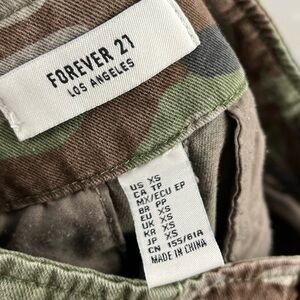 FOREVER 21
LOS ANGELES
US XS
CA TP
MX/ECU EP
BR PP
EU XS
UK XS
KR XS
JP XS
CN 155/61A
MADE IN CHINA